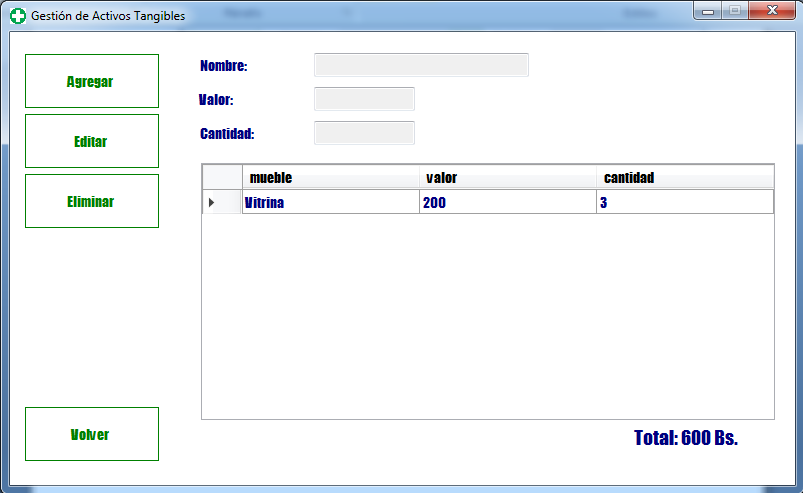 Gestión de Activos Tangibles
Agregar
Editar
Eliminar
Volver
Nombre:
Valor:
Cantidad:
mueble valor cantidad
Vitrina 200 3
Total: 600 Bs.